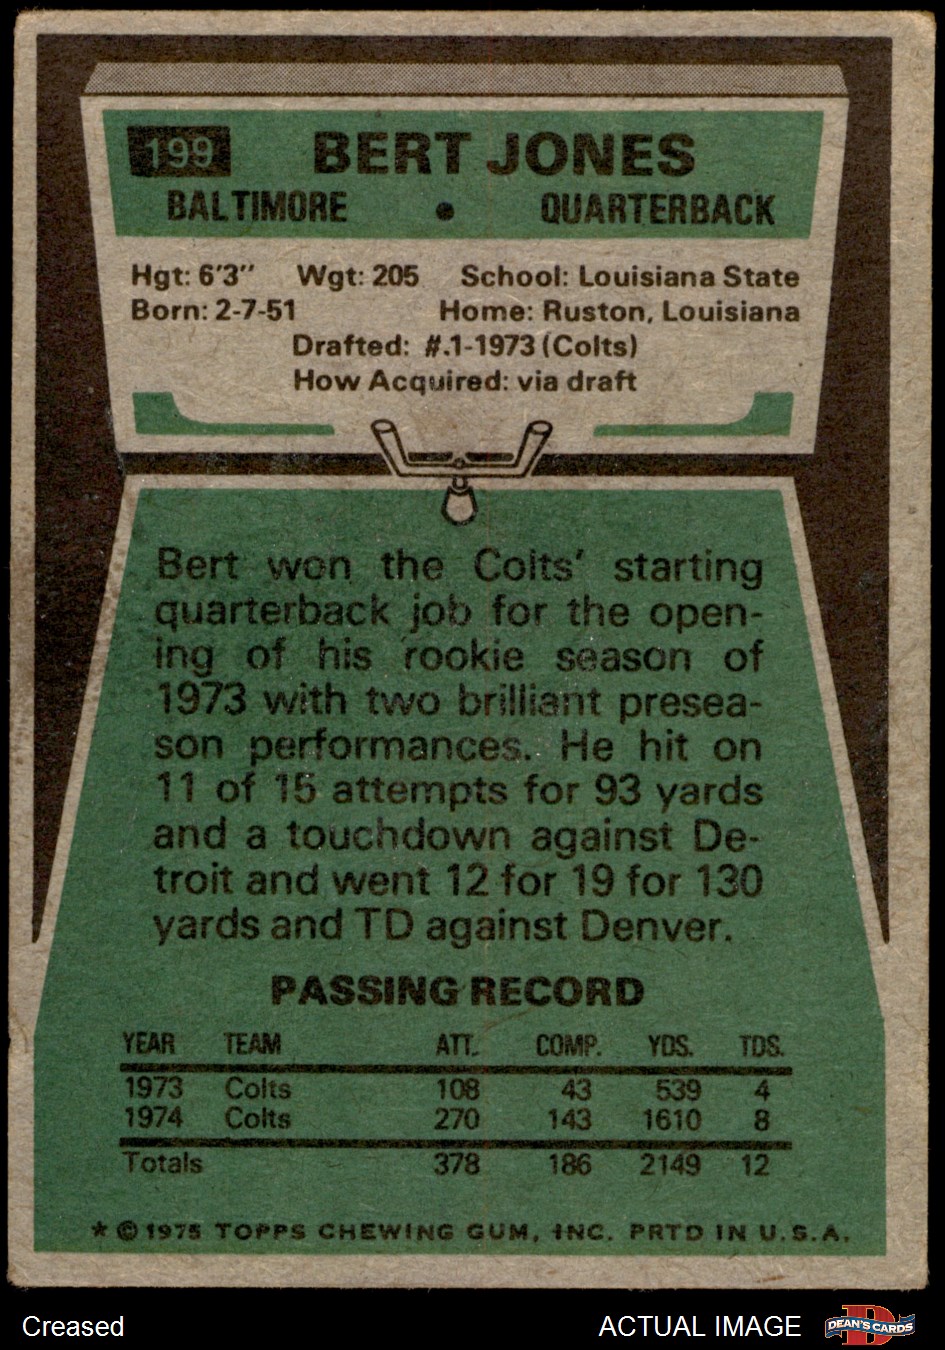 199 BERT JONES
BALTIMORE • QUARTERBACK
Hgt: 6'3" Wgt: 205 School: Louisiana State
Born: 2-7-51 Home: Ruston, Louisiana
Drafted: #.1-1973 (Colts)
How Acquired: via draft
Bert won the Colts' starting
quarterback job for the open-
ing of his rookie season of
1973 with two brilliant presea-
son performances. He hit on
11 of 15 attempts for 93 yards
and a touchdown against De-
troit and went 12 for 19 for 130
yards and TD against Denver.
PASSING RECORD
YEAR TEAM ATT. COMP. YDS. TDS.
1973 Colts 108 43 539 4
1974 Colts 270 143 1610 8
Totals 378 186 2149 12
* © 1975 TOPPS CHEWING GUM, INC. PRTD IN U.S.A.
Creased ACTUAL IMAGE DEAN'S CARDS